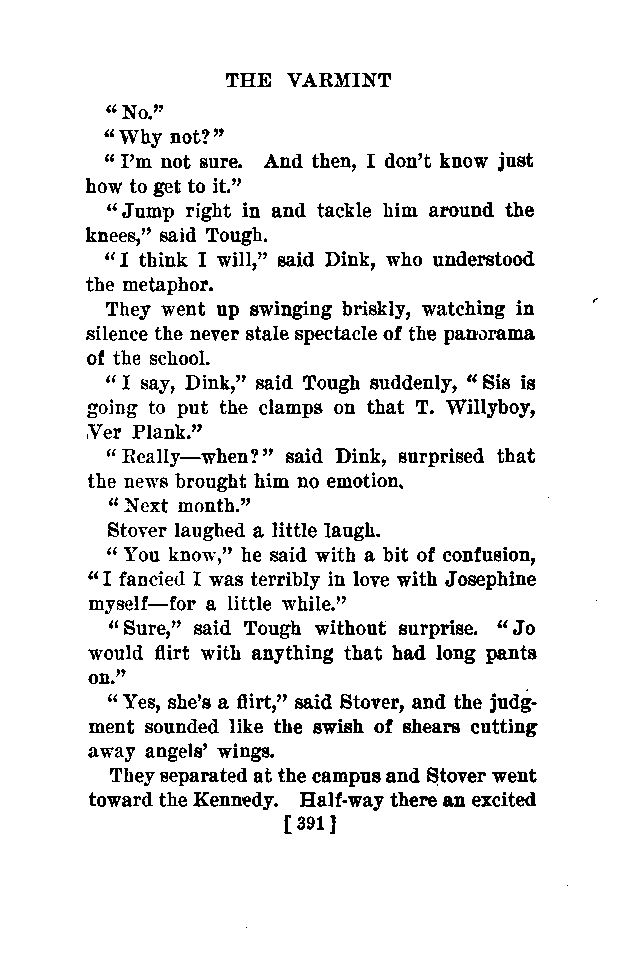 THE VARMINT
“No.”
“Why not?”
“I’m not sure. And then, I don’t know just
how to get to it.”
“Jump right in and tackle him around the
knees,” said Tough.
“I think I will,” said Dink, who understood
the metaphor.
They went up swinging briskly, watching in
silence the never stale spectacle of the panorama
of the school.
“I say, Dink,” said Tough suddenly, “Sis is
going to put the clamps on that T. Willyboy,
Ver Plank.”
“Really—when?” said Dink, surprised that
the news brought him no emotion.
“Next month.”
Stover laughed a little laugh.
“You know,” he said with a bit of confusion,
“I fancied I was terribly in love with Josephine
myself—for a little while.”
“Sure,” said Tough without surprise. “Jo
would flirt with anything that had long pants
on.”
“Yes, she’s a flirt,” said Stover, and the judg-
ment sounded like the swish of shears cutting
away angels’ wings.
They separated at the campus and Stover went
toward the Kennedy. Half-way there an excited
[391]